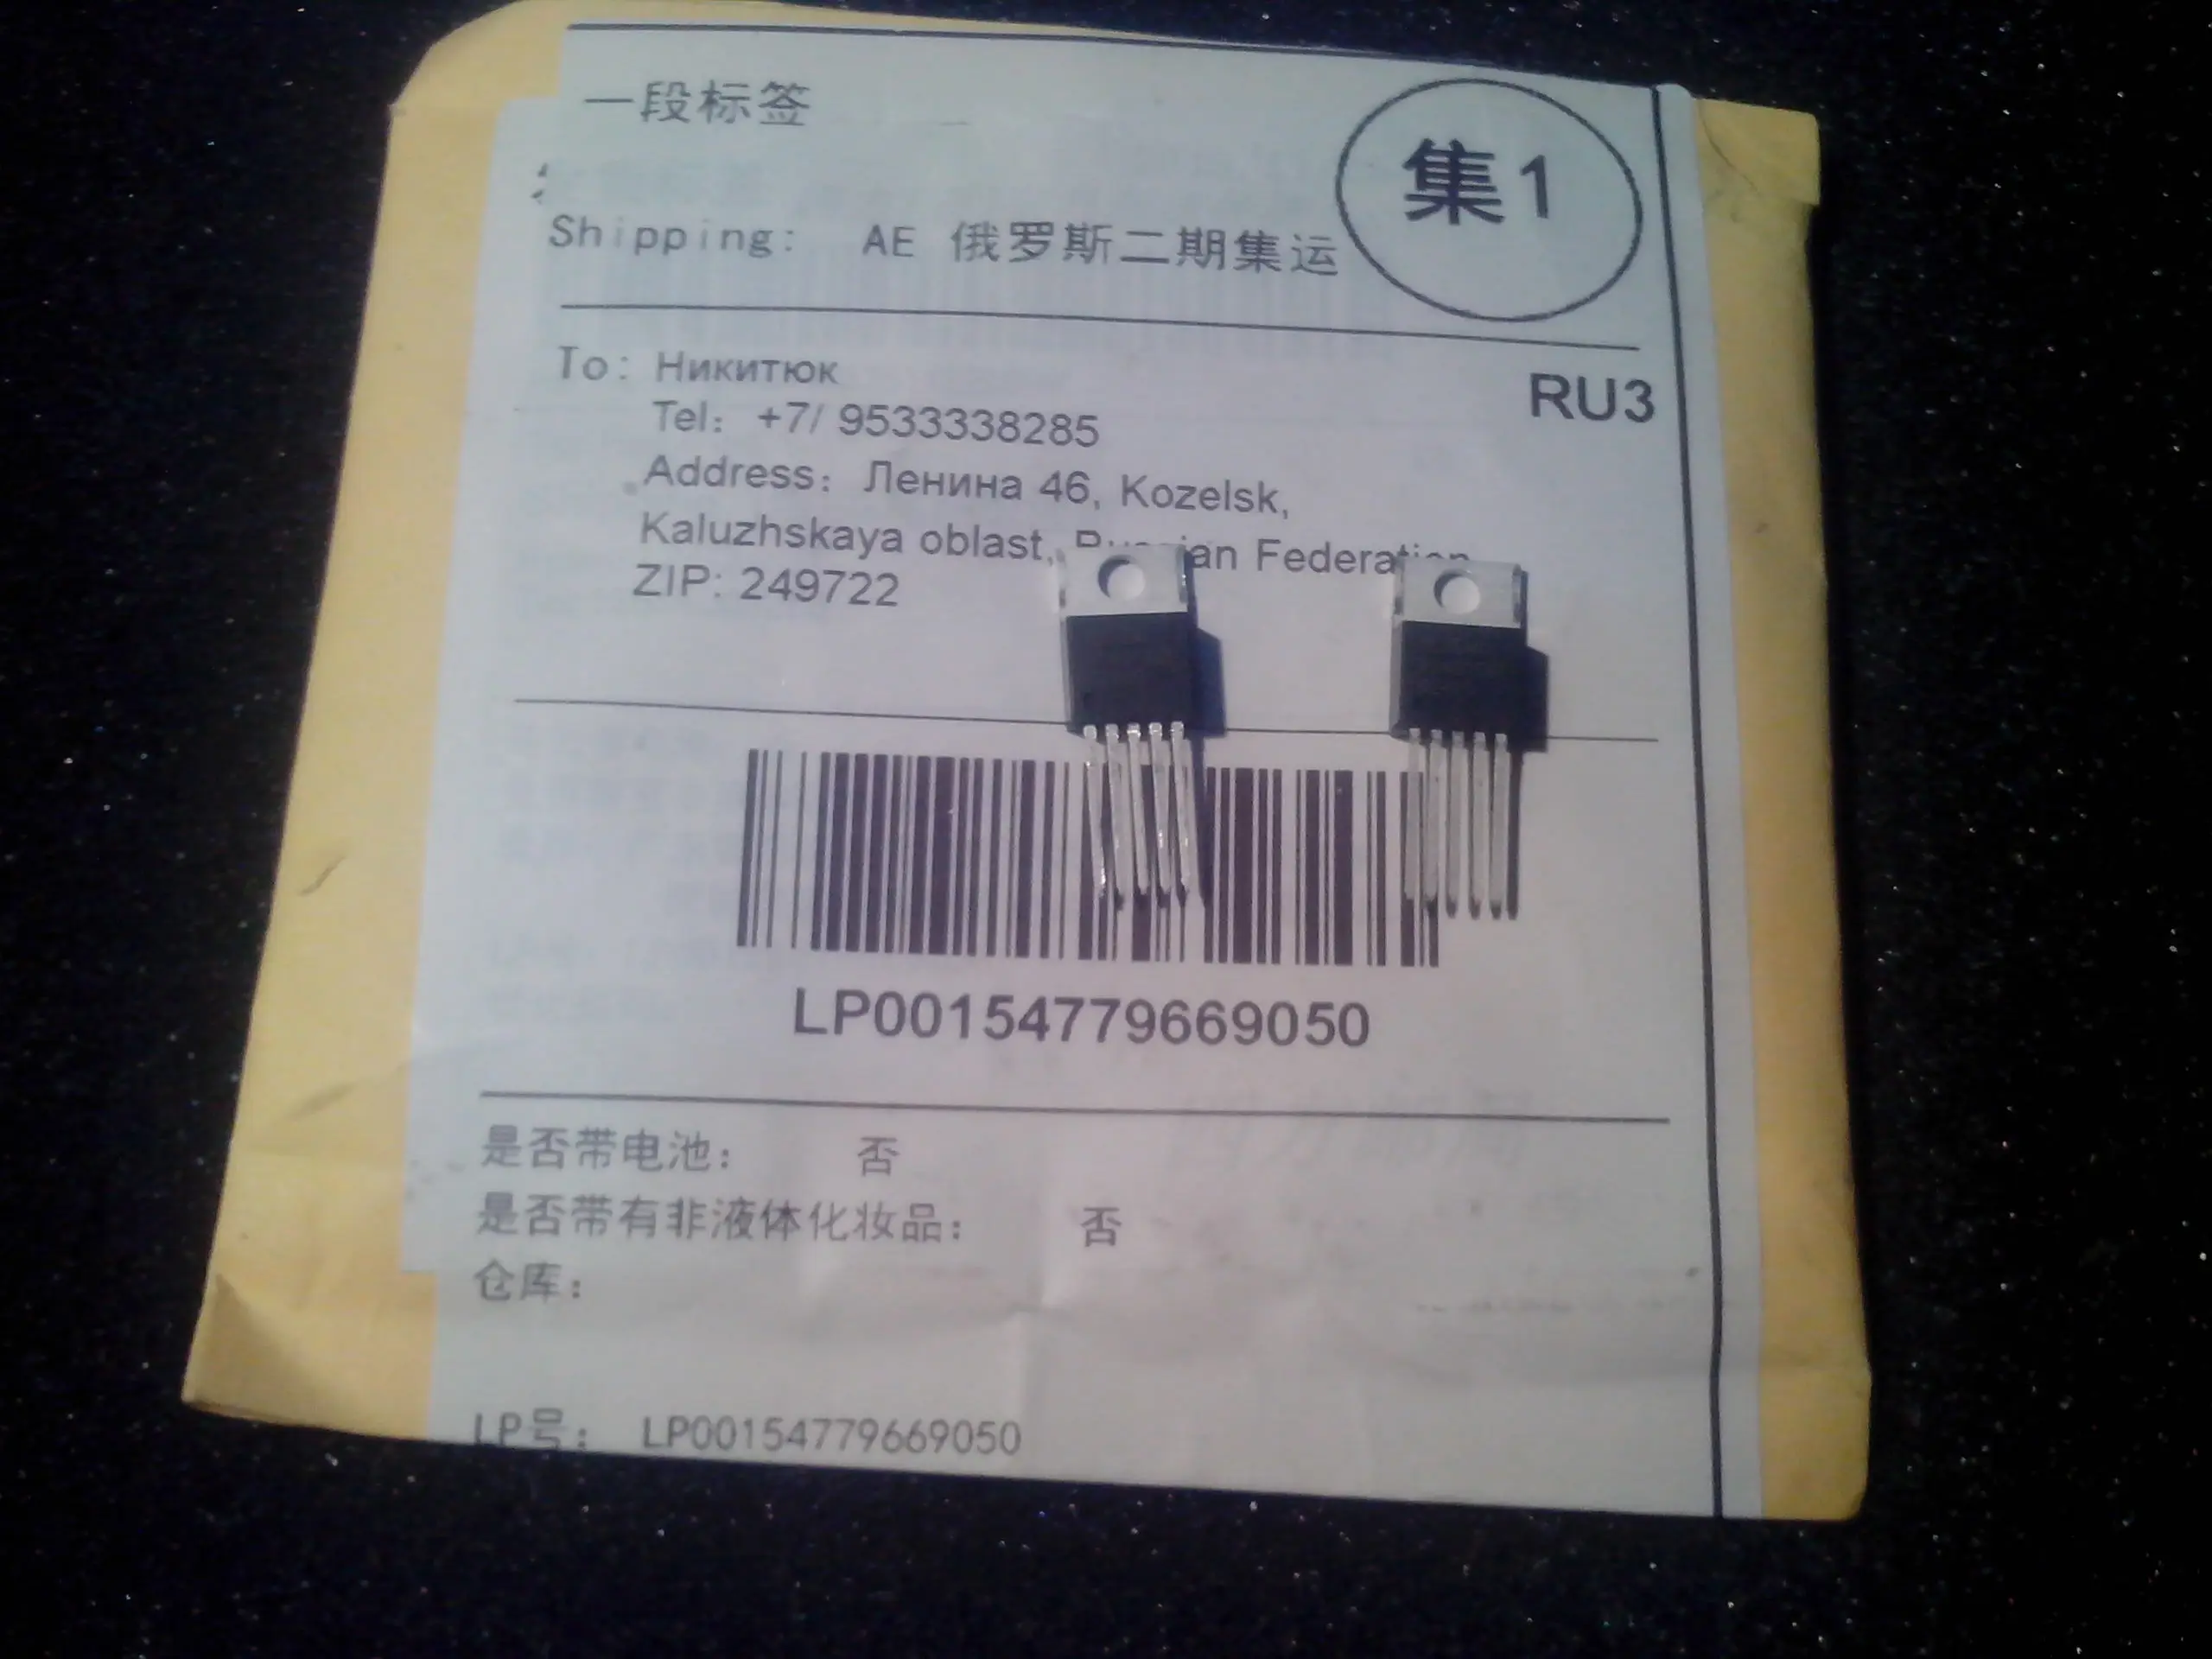 一段标签
集1
Shipping: AE 俄罗斯二期集运
To: Никитюк
RU3
Tel: +7/ 9533338285
Address: Ленина 46, Kozelsk,
Kaluzhskaya oblast, Russian Federation
ZIP: 249722
LP00154779669050
是否带电池: 否
是否带有非液体化妆品: 否
仓库:
LP号: LP00154779669050